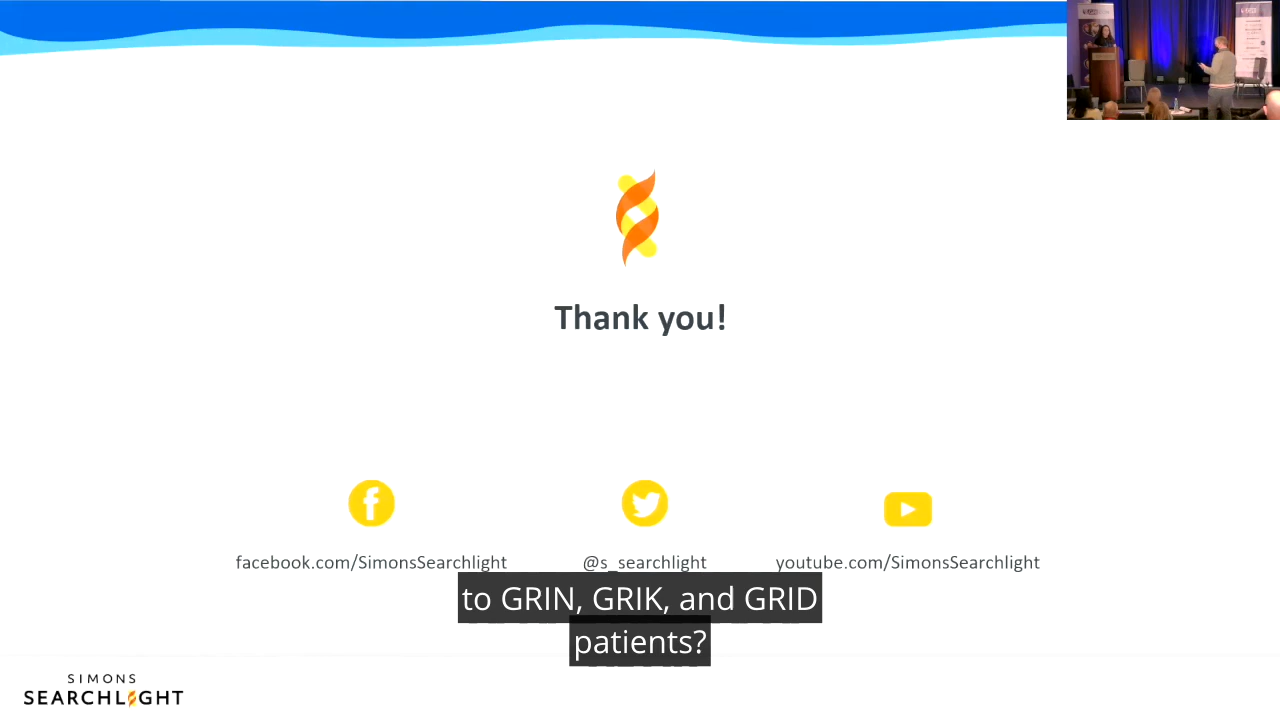 Thank you!
facebook.com/SimonsSearchlight
@s_searchlight
youtube.com/SimonsSearchlight
to GRIN, GRIK, and GRID
patients?
SIMONS
SEARCHLIGHT